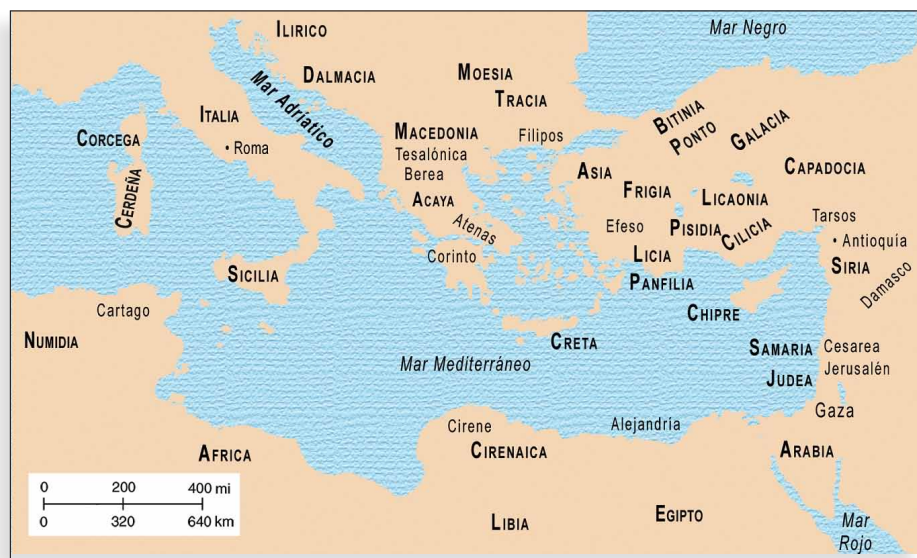 Mar Negro
ILIRICO
DALMACIA
MOESIA
TRACIA
Mar Adriatico
ITALIA
• Roma
CORCEGA
CERDEÑA
MACEDONIA
Tesalónica
Berea
Filipos
BITINIA
PONTO
GALACIA
CAPADOCIA
ASIA
FRIGIA
LICAONIA
ACAYA
Atenas
Corinto
Efeso
PISIDIA
CILICIA
Tarsos
• Antioquía
LICIA
SIRIA
Damasco
PANFILIA
SICILIA
CHIPRE
Cartago
NUMIDIA
CRETA
Mar Mediterráneo
SAMARIA
Cesarea
JUDEA
Jerusalén
Gaza
Cirene
Alejandría
CIRENAICA
ARABIA
AFRICA
LIBIA
EGIPTO
Mar
Rojo
0 200 400 mi
0 320 640 km